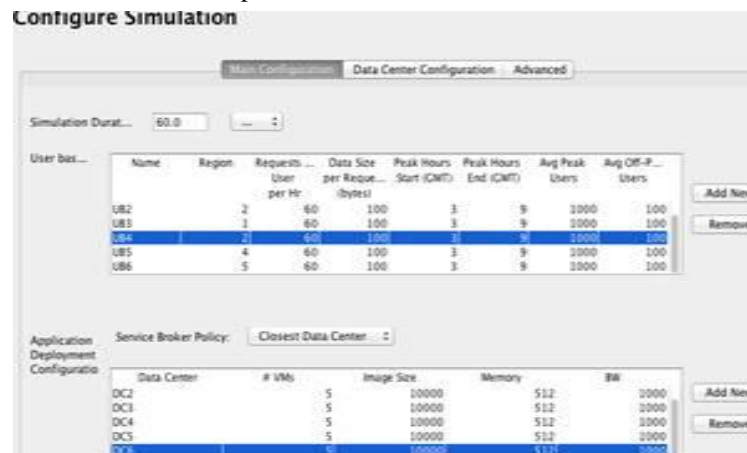 Configure Simulation
Main Configuration Data Center Configuration Advanced
Simulation Durat... 60.0 ...
User bas...
Name Region Requests ... Data Size Peak Hours Peak Hours Avg Peak Avg Off-P...
User per Reque... Start (GMT) End (GMT) Users Users
per Hr (bytes)
UB2 2 60 100 3 9 1000 100
UB3 1 60 100 3 9 1000 100
UB4 2 60 100 3 9 1000 100
UB5 4 60 100 3 9 1000 100
UB6 5 60 100 3 9 1000 100
Add New
Remove
Application
Deployment
Configuratio
Service Broker Policy: Closest Data Center
Data Center # VMs Image Size Memory BW
DC2 5 10000 512 1000
DC3 5 10000 512 1000
DC4 5 10000 512 1000
DC5 5 10000 512 1000
DC6 5 10000 512 1000
Add New
Remove